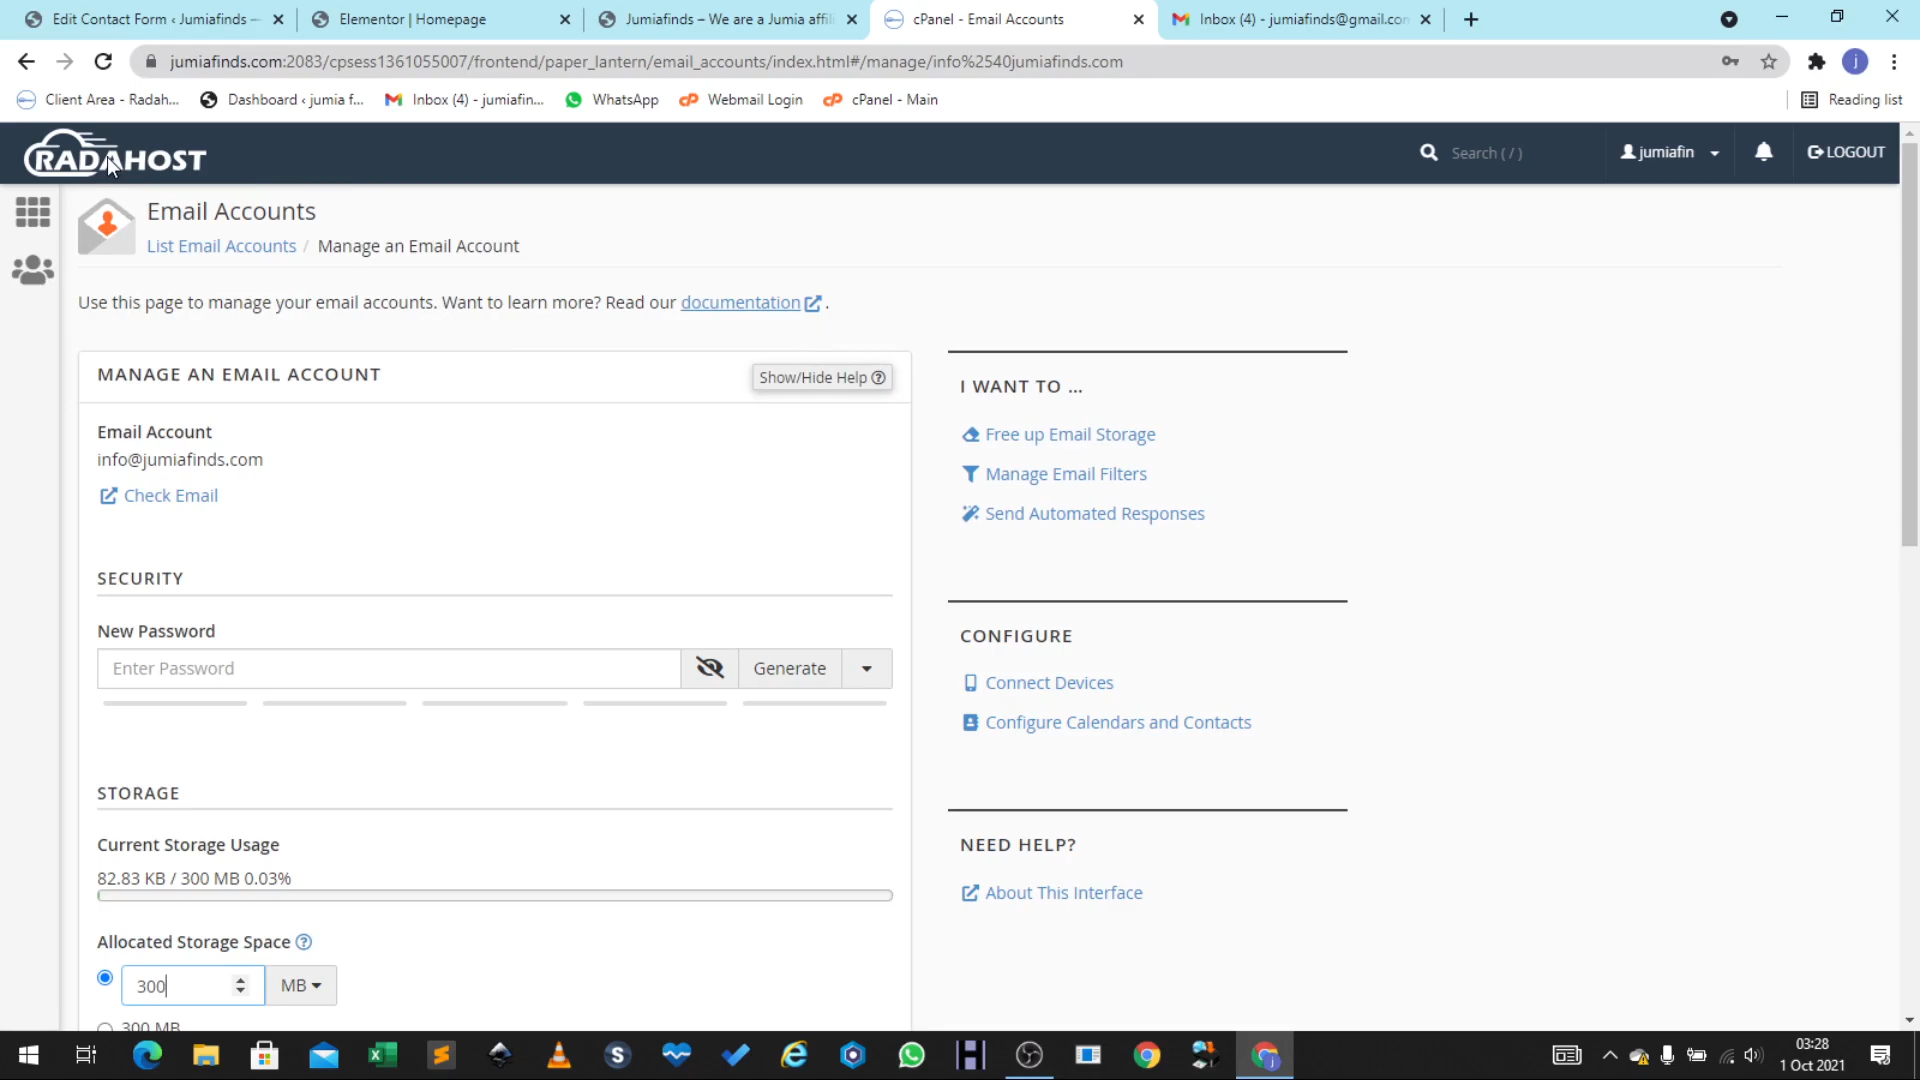 Edit Contact Form ‹ Jumiafinds —
Elementor | Homepage
Jumiafinds – We are a Jumia affili
cPanel - Email Accounts
Inbox (4) - jumiafinds@gmail.con
jumiafinds.com:2083/cpsess1361055007/frontend/paper_lantern/email_accounts/index.html#/manage/info%2540jumiafinds.com
j
Client Area - Radah...
Dashboard ‹ jumia f...
Inbox (4) - jumiafin...
WhatsApp
cP Webmail Login
cP cPanel - Main
Reading list
RADAHOST
Search ( / )
jumiafin
LOGOUT
Email Accounts
List Email Accounts / Manage an Email Account
Use this page to manage your email accounts. Want to learn more? Read our documentation .
MANAGE AN EMAIL ACCOUNT
Show/Hide Help
Email Account
info@jumiafinds.com
Check Email
SECURITY
New Password
Enter Password
Generate
STORAGE
Current Storage Usage
82.83 KB / 300 MB 0.03%
Allocated Storage Space
300
MB
300 MB
I WANT TO ...
Free up Email Storage
Manage Email Filters
Send Automated Responses
CONFIGURE
Connect Devices
Configure Calendars and Contacts
NEED HELP?
About This Interface
03:28
1 Oct 2021